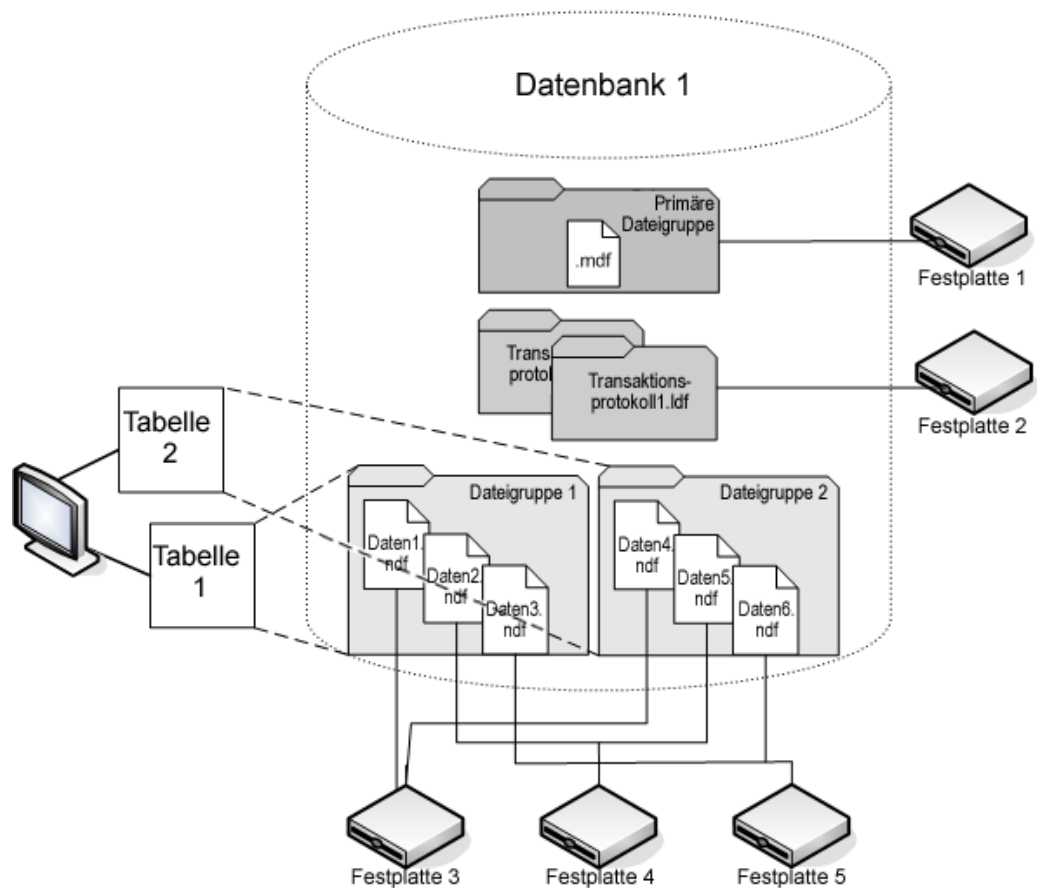 Datenbank 1
Primäre
Dateigruppe
.mdf
Festplatte 1
Trans
protok
Transaktions-
protokoll1.ldf
Festplatte 2
Tabelle
2
Tabelle
1
Dateigruppe 1
Daten1.
ndf
Daten2.
ndf
Daten3.
ndf
Dateigruppe 2
Daten4.
ndf
Daten5.
ndf
Daten6.
ndf
Festplatte 3
Festplatte 4
Festplatte 5